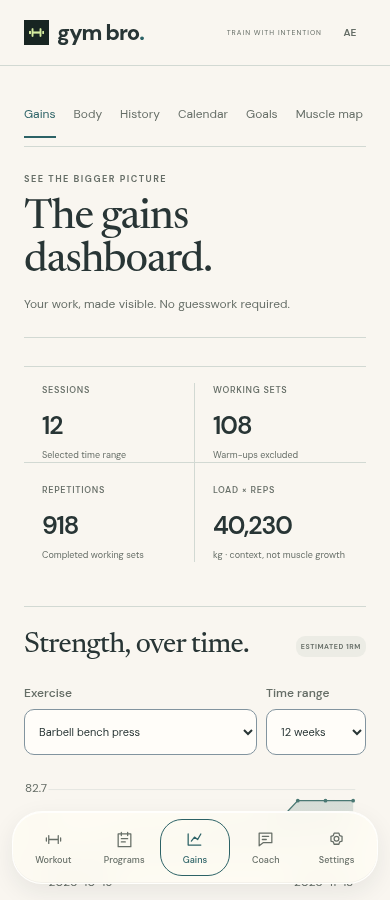 gym bro.
TRAIN WITH INTENTION
AE
Gains Body History Calendar Goals Muscle map
SEE THE BIGGER PICTURE
The gains
dashboard.
Your work, made visible. No guesswork required.
SESSIONS
12
Selected time range
WORKING SETS
108
Warm-ups excluded
REPETITIONS
918
Completed working sets
LOAD × REPS
40,230
kg · context, not muscle growth
Strength, over time.
ESTIMATED 1RM
Exercise
Time range
Barbell bench press
12 weeks
82.7
Workout Programs Gains Coach Settings